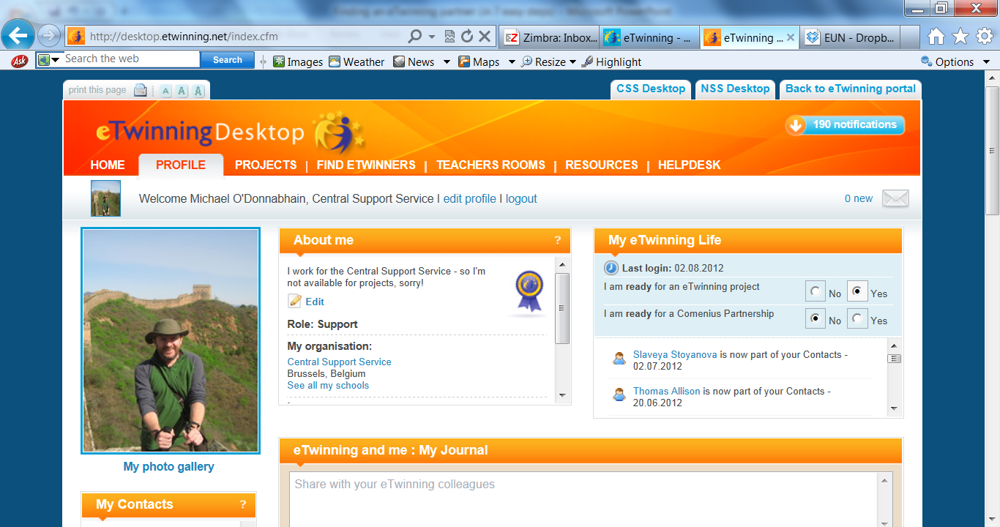 Finding an eTwinning partner (in 7 easy steps) - Microsoft PowerPoint
http://desktop.etwinning.net/index.cfm
Zimbra: Inbox...
eTwinning - ...
eTwinning ...
EUN - Dropb...
Ask
Search the web
Search
Images
Weather
News
Maps
Resize
Highlight
Options
print this page
A A A
CSS Desktop
NSS Desktop
Back to eTwinning portal
eTwinning Desktop
190 notifications
HOME
PROFILE
PROJECTS | FIND ETWINNERS | TEACHERS ROOMS | RESOURCES | HELPDESK
Welcome Michael O'Donnabhain, Central Support Service I edit profile I logout
0 new
About me
?
I work for the Central Support Service - so I'm
not available for projects, sorry!
Edit
Role: Support
My organisation:
Central Support Service
Brussels, Belgium
See all my schools
My eTwinning Life
Last login: 02.08.2012
I am ready for an eTwinning project
No
Yes
I am ready for a Comenius Partnership
No
Yes
Slaveya Stoyanova is now part of your Contacts -
02.07.2012
Thomas Allison is now part of your Contacts -
20.06.2012
My photo gallery
My Contacts
?
eTwinning and me : My Journal
Share with your eTwinning colleagues